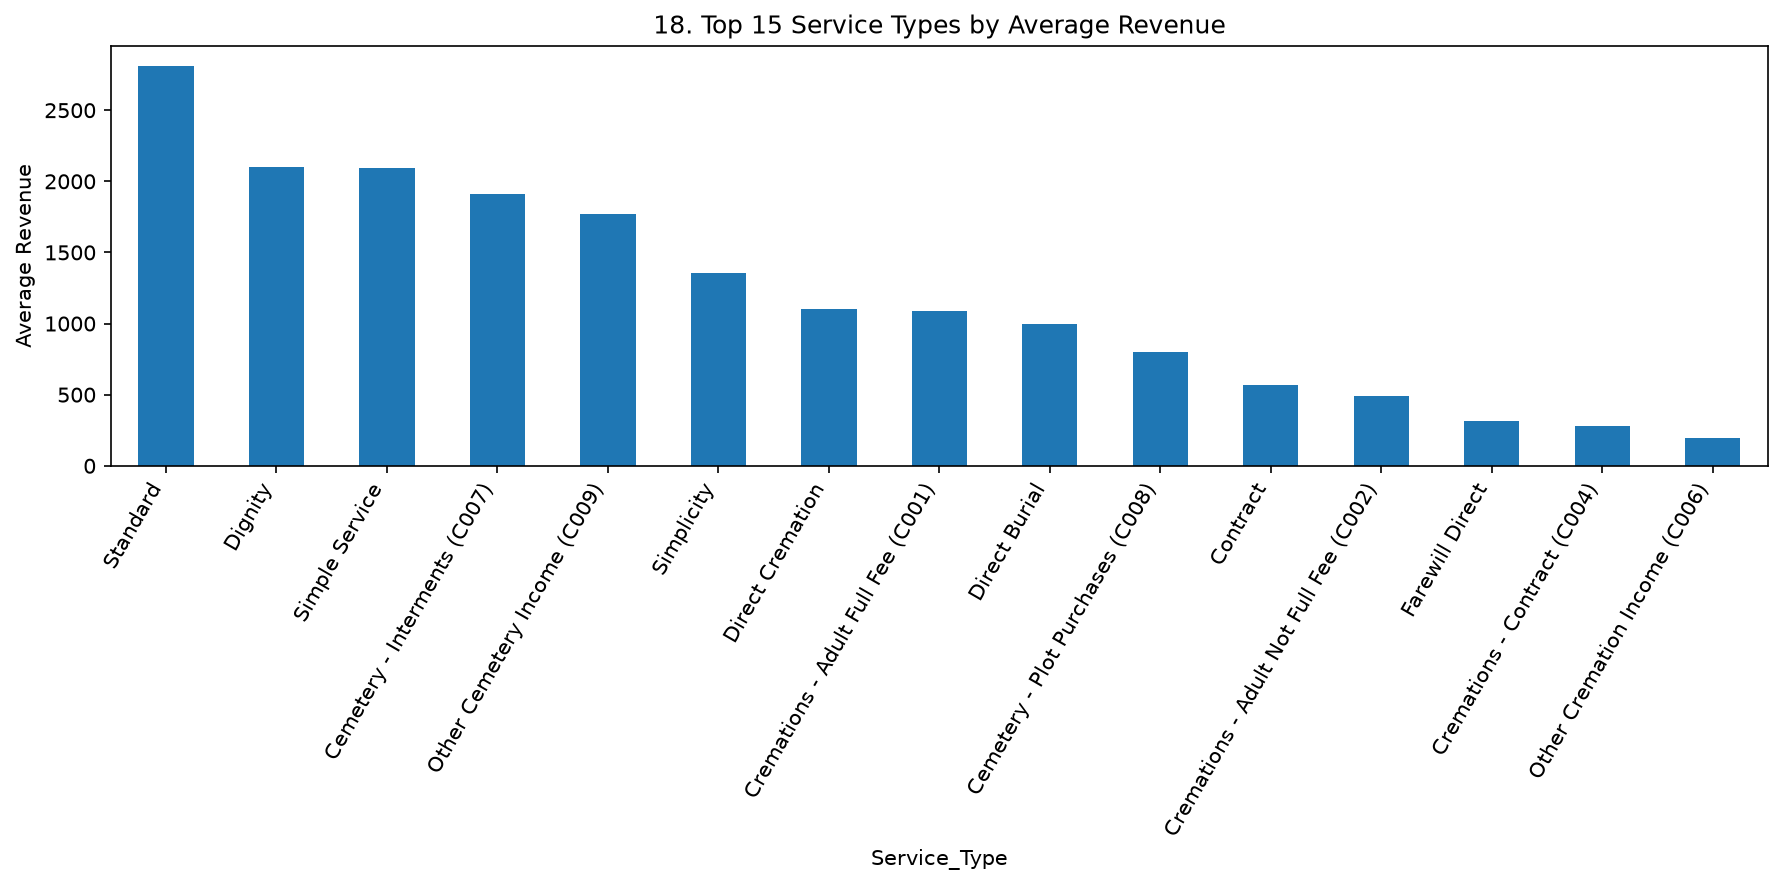 18. Top 15 Service Types by Average Revenue
Average Revenue
2500
2000
1500
1000
500
0
Standard
Dignity
Simple Service
Cemetery - Interments (C007)
Other Cemetery Income (C009)
Simplicity
Direct Cremation
Cremations - Adult Full Fee (C001)
Direct Burial
Cemetery - Plot Purchases (C008)
Contract
Cremations - Adult Not Full Fee (C002)
Farewill Direct
Cremations - Contract (C004)
Other Cremation Income (C006)
Service_Type